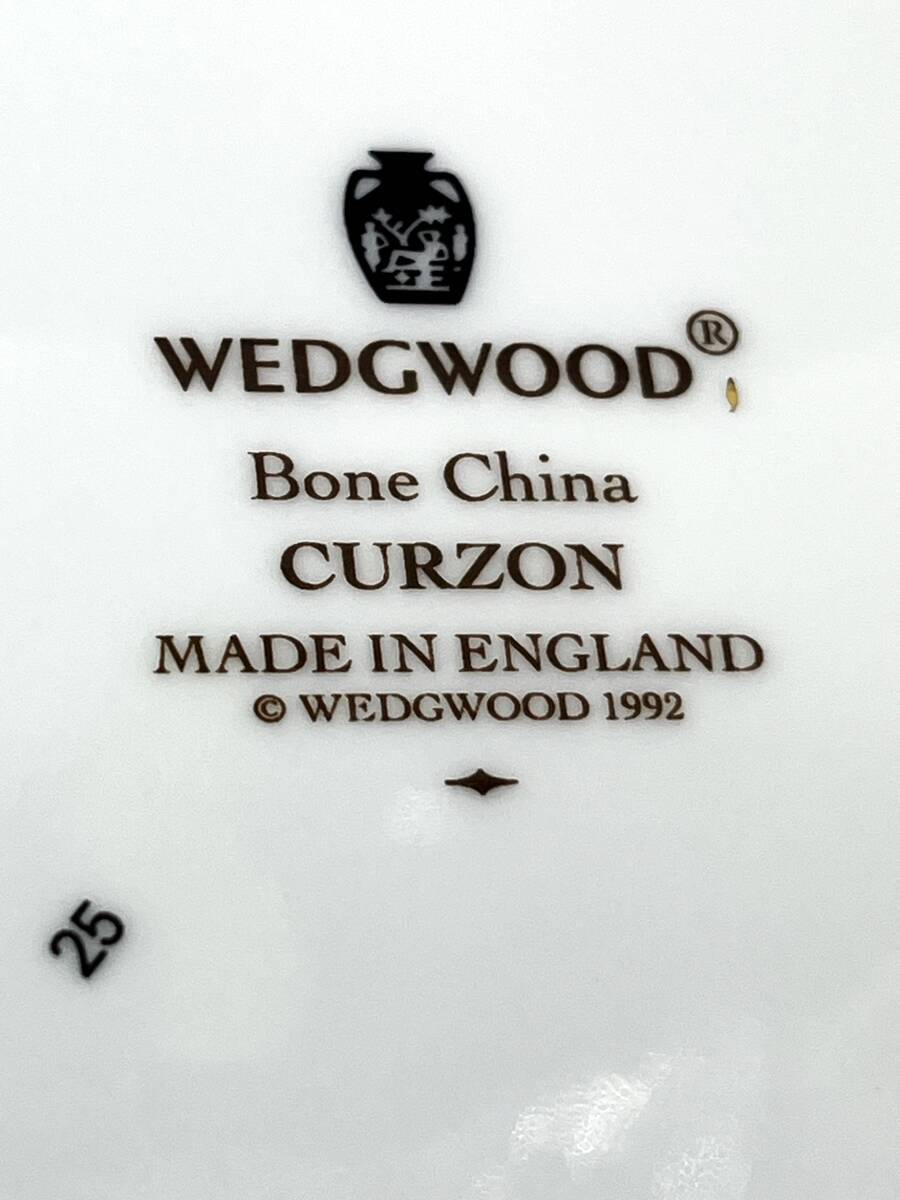 WEDGWOOD®
Bone China
CURZON
MADE IN ENGLAND
© WEDGWOOD 1992
25